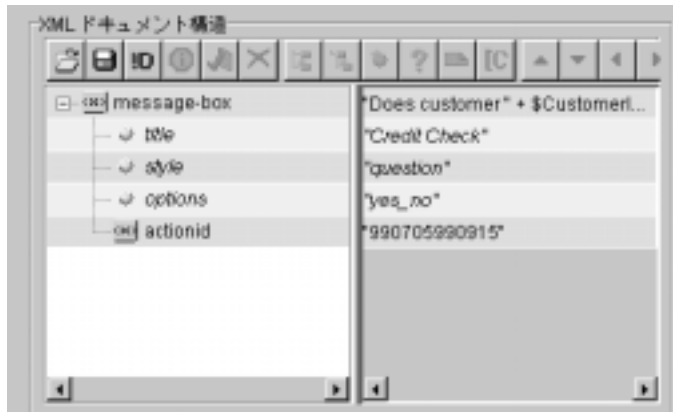 XML ドキュメント構造
!D ? [C
message-box "Does customer" + $CustomerI...
title "Credit Check"
style "question"
options "yes_no"
actionid "990705990915"